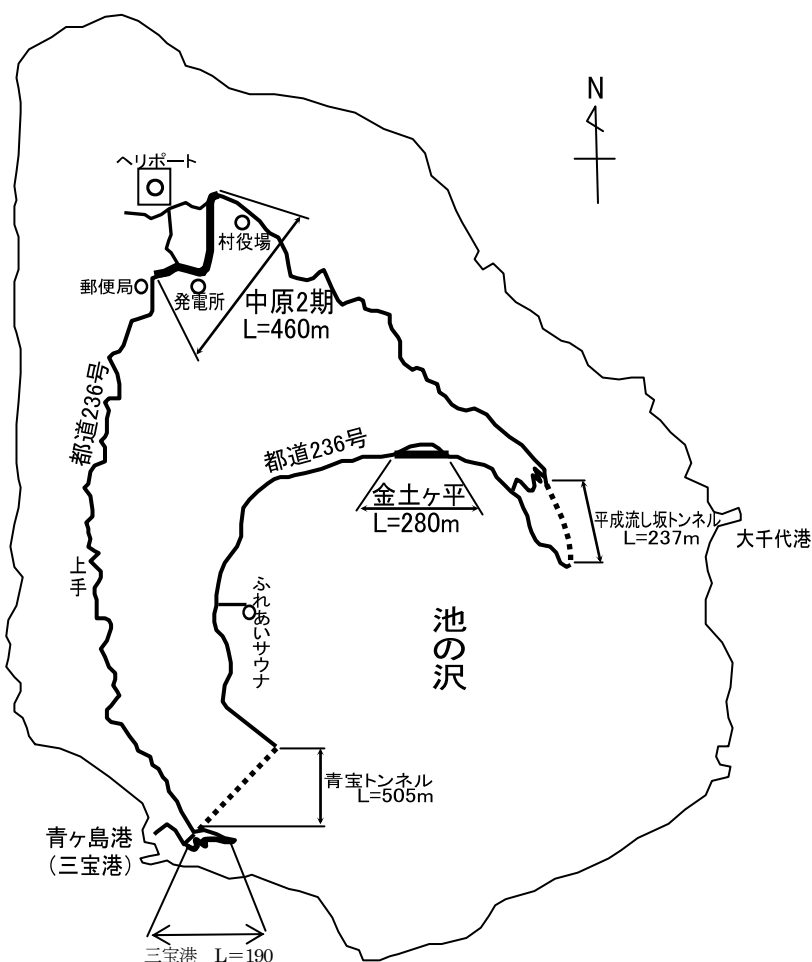 N
ヘリポート
村役場
郵便局
発電所
中原2期
L=460m
都道236号
都道236号
金土ヶ平
L=280m
平成流し坂トンネル
L=237m
大千代港
上手
ふれあいサウナ
池の沢
青宝トンネル
L=505m
青ヶ島港
(三宝港)
三宝港 L=190